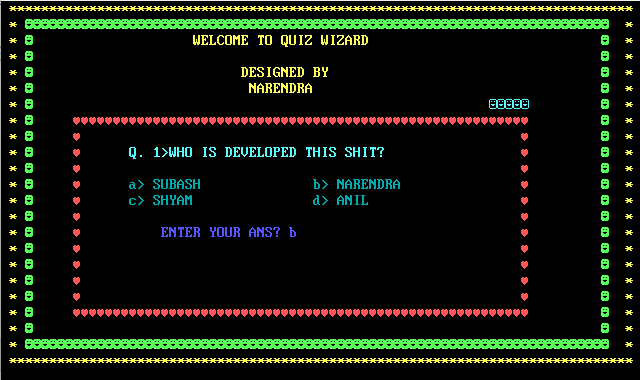 WELCOME TO QUIZ WIZARD
DESIGNED BY
NARENDRA
Q. 1>WHO IS DEVELOPED THIS SHIT?
a> SUBASH b> NARENDRA
c> SHYAM d> ANIL
ENTER YOUR ANS? b